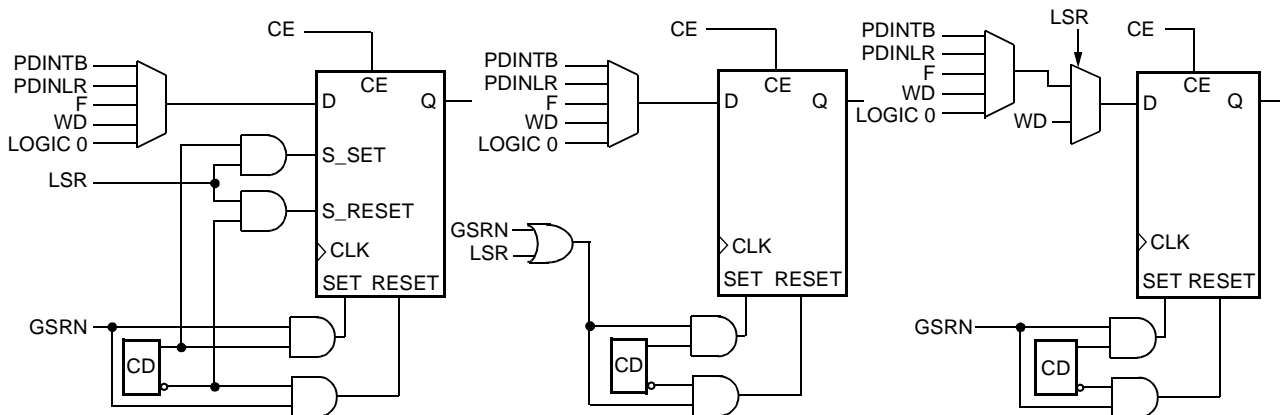 CE
PDINTB
PDINLR
F
WD
LOGIC 0
CE
D
Q
S_SET
LSR
S_RESET
CLK
SET RESET
GSRN
CD
CE
PDINTB
PDINLR
F
WD
LOGIC 0
CE
D
Q
GSRN
LSR
CLK
SET RESET
CD
LSR
CE
PDINTB
PDINLR
F
WD
LOGIC 0
WD
CE
D
Q
CLK
SET RESET
GSRN
CD